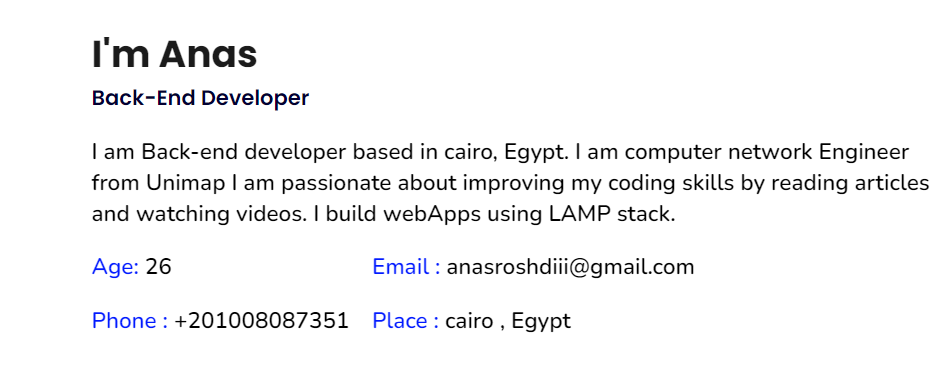 I'm Anas
Back-End Developer
I am Back-end developer based in cairo, Egypt. I am computer network Engineer
from Unimap I am passionate about improving my coding skills by reading articles
and watching videos. I build webApps using LAMP stack.
Age: 26 Email : anasroshdiii@gmail.com
Phone : +201008087351 Place : cairo , Egypt